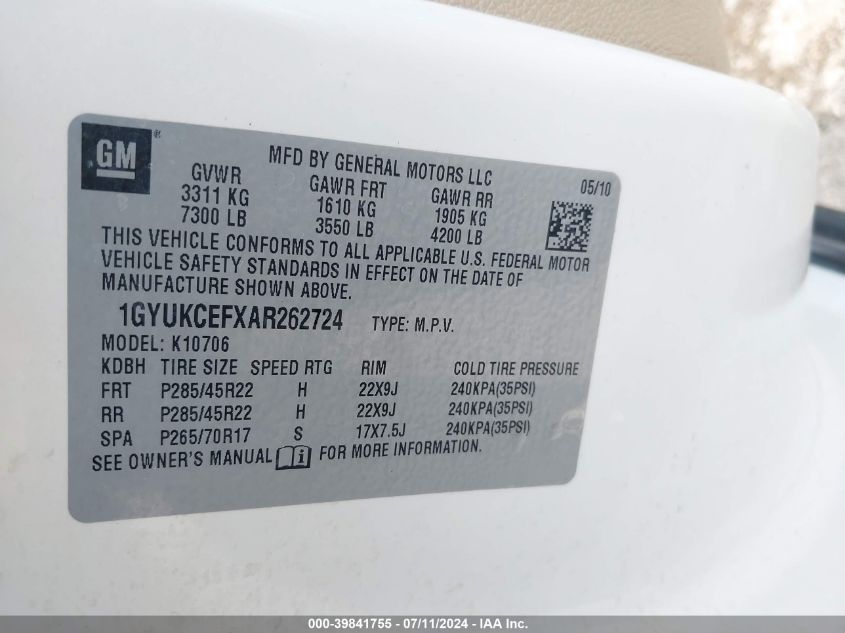 GM
MFD BY GENERAL MOTORS LLC 05/10
GVWR GAWR FRT GAWR RR
3311 KG 1610 KG 1905 KG
7300 LB 3550 LB 4200 LB
THIS VEHICLE CONFORMS TO ALL APPLICABLE U.S. FEDERAL MOTOR
VEHICLE SAFETY STANDARDS IN EFFECT ON THE DATE OF
MANUFACTURE SHOWN ABOVE.
1GYUKCEFXAR262724 TYPE: M.P.V.
MODEL: K10706
KDBH TIRE SIZE SPEED RTG RIM COLD TIRE PRESSURE
FRT P285/45R22 H 22X9J 240KPA(35PSI)
RR P285/45R22 H 22X9J 240KPA(35PSI)
SPA P265/70R17 S 17X7.5J 240KPA(35PSI)
SEE OWNER'S MANUAL i FOR MORE INFORMATION.
000-39841755 - 07/11/2024 - IAA Inc.